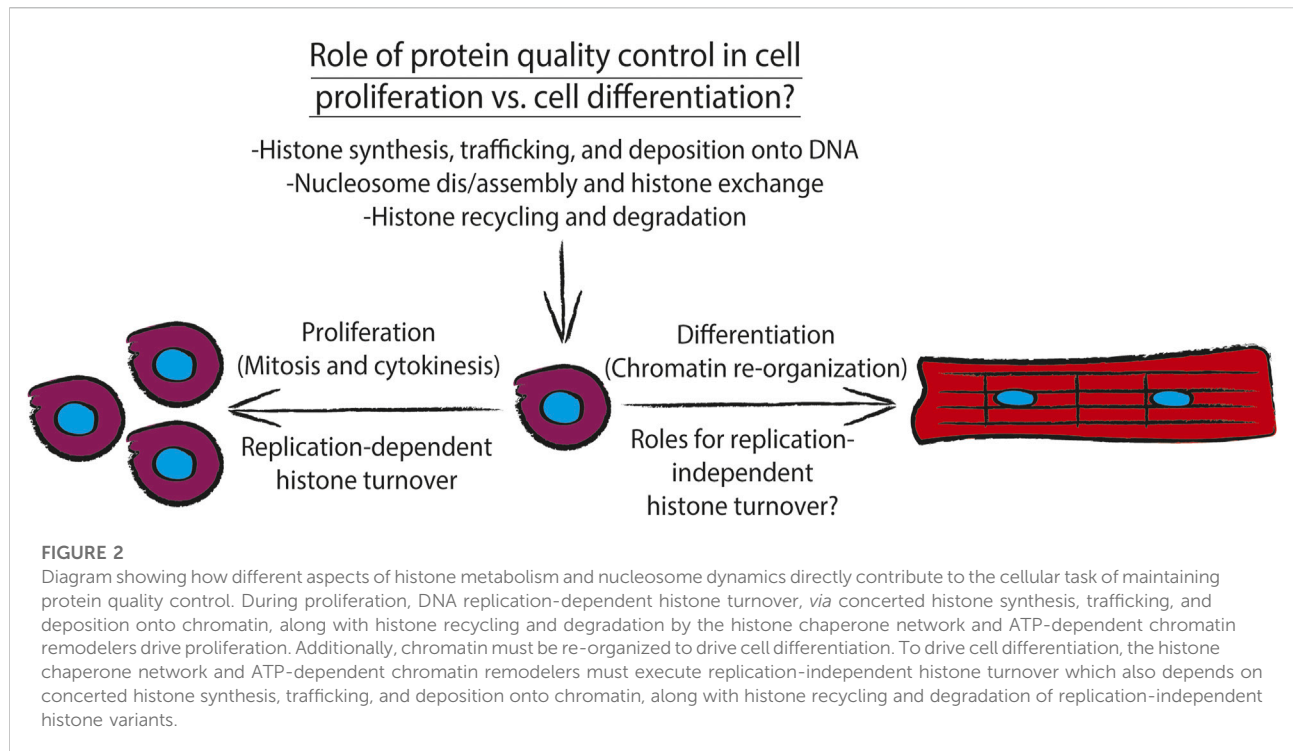 Role of protein quality control in cell
proliferation vs. cell differentiation?
-Histone synthesis, trafficking, and deposition onto DNA
-Nucleosome dis/assembly and histone exchange
-Histone recycling and degradation
Proliferation
(Mitosis and cytokinesis)
Replication-dependent
histone turnover
Differentiation
(Chromatin re-organization)
Roles for replication-
independent
histone turnover?
FIGURE 2
Diagram showing how different aspects of histone metabolism and nucleosome dynamics directly contribute to the cellular task of maintaining
protein quality control. During proliferation, DNA replication-dependent histone turnover, via concerted histone synthesis, trafficking, and
deposition onto chromatin, along with histone recycling and degradation by the histone chaperone network and ATP-dependent chromatin
remodelers drive proliferation. Additionally, chromatin must be re-organized to drive cell differentiation. To drive cell differentiation, the histone
chaperone network and ATP-dependent chromatin remodelers must execute replication-independent histone turnover which also depends on
concerted histone synthesis, trafficking, and deposition onto chromatin, along with histone recycling and degradation of replication-independent
histone variants.